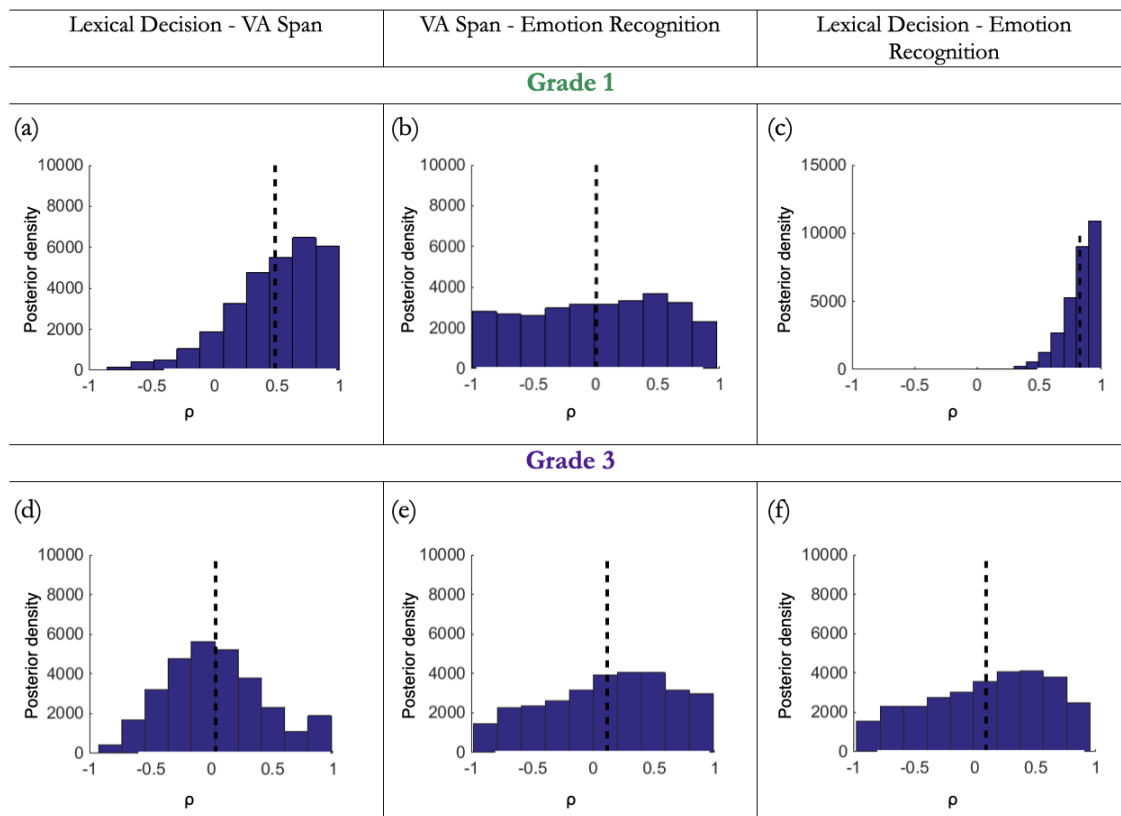 Lexical Decision - VA Span
VA Span - Emotion Recognition
Lexical Decision - Emotion
Recognition
Grade 1
(a)
(b)
(c)
10000
8000
6000
4000
2000
0
Posterior density
-1
-0.5
0
0.5
1
ρ
10000
8000
6000
4000
2000
0
Posterior density
-1
-0.5
0
0.5
1
ρ
15000
10000
5000
0
Posterior density
-1
-0.5
0
0.5
1
ρ
Grade 3
(d)
(e)
(f)
10000
8000
6000
4000
2000
0
Posterior density
-1
-0.5
0
0.5
1
ρ
10000
8000
6000
4000
2000
0
Posterior density
-1
-0.5
0
0.5
1
ρ
10000
8000
6000
4000
2000
0
Posterior density
-1
-0.5
0
0.5
1
ρ